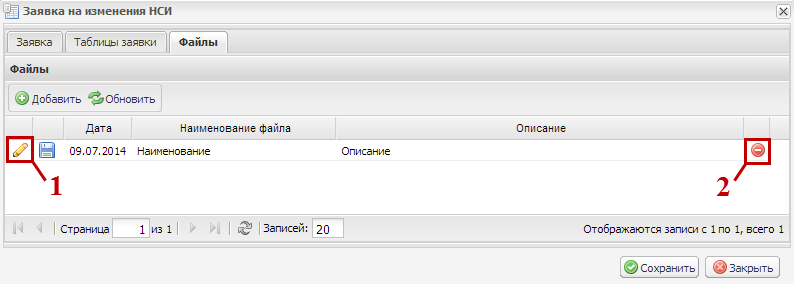 Заявка на изменения НСИ
Заявка Таблицы заявки Файлы
Файлы
Добавить Обновить
Дата Наименование файла Описание
09.07.2014 Наименование Описание
1 2
Страница 1 из 1 Записей: 20 Отображаются записи с 1 по 1, всего 1
Сохранить Закрыть